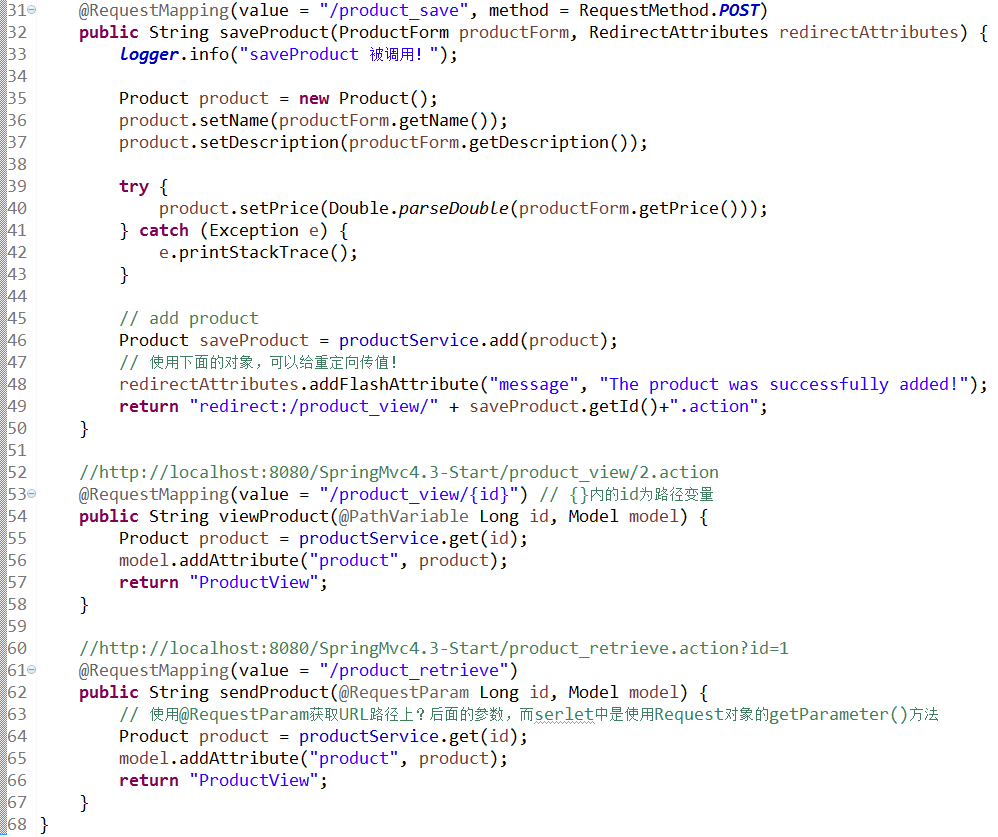 31 @RequestMapping(value = "/product_save", method = RequestMethod.POST)
32 public String saveProduct(ProductForm productForm, RedirectAttributes redirectAttributes) {
33 logger.info("saveProduct 被调用！");
34
35 Product product = new Product();
36 product.setName(productForm.getName());
37 product.setDescription(productForm.getDescription());
38
39 try {
40 product.setPrice(Double.parseDouble(productForm.getPrice()));
41 } catch (Exception e) {
42 e.printStackTrace();
43 }
44
45 // add product
46 Product saveProduct = productService.add(product);
47 // 使用下面的对象，可以给重定向传值！
48 redirectAttributes.addFlashAttribute("message", "The product was successfully added!");
49 return "redirect:/product_view/" + saveProduct.getId()+".action";
50 }
51
52 //http://localhost:8080/SpringMvc4.3-Start/product_view/2.action
53 @RequestMapping(value = "/product_view/{id}") // {}内的id为路径变量
54 public String viewProduct(@PathVariable Long id, Model model) {
55 Product product = productService.get(id);
56 model.addAttribute("product", product);
57 return "ProductView";
58 }
59
60 //http://localhost:8080/SpringMvc4.3-Start/product_retrieve.action?id=1
61 @RequestMapping(value = "/product_retrieve")
62 public String sendProduct(@RequestParam Long id, Model model) {
63 // 使用@RequestParam获取URL路径上？后面的参数，而serlet中是使用Request对象的getParameter()方法
64 Product product = productService.get(id);
65 model.addAttribute("product", product);
66 return "ProductView";
67 }
68 }